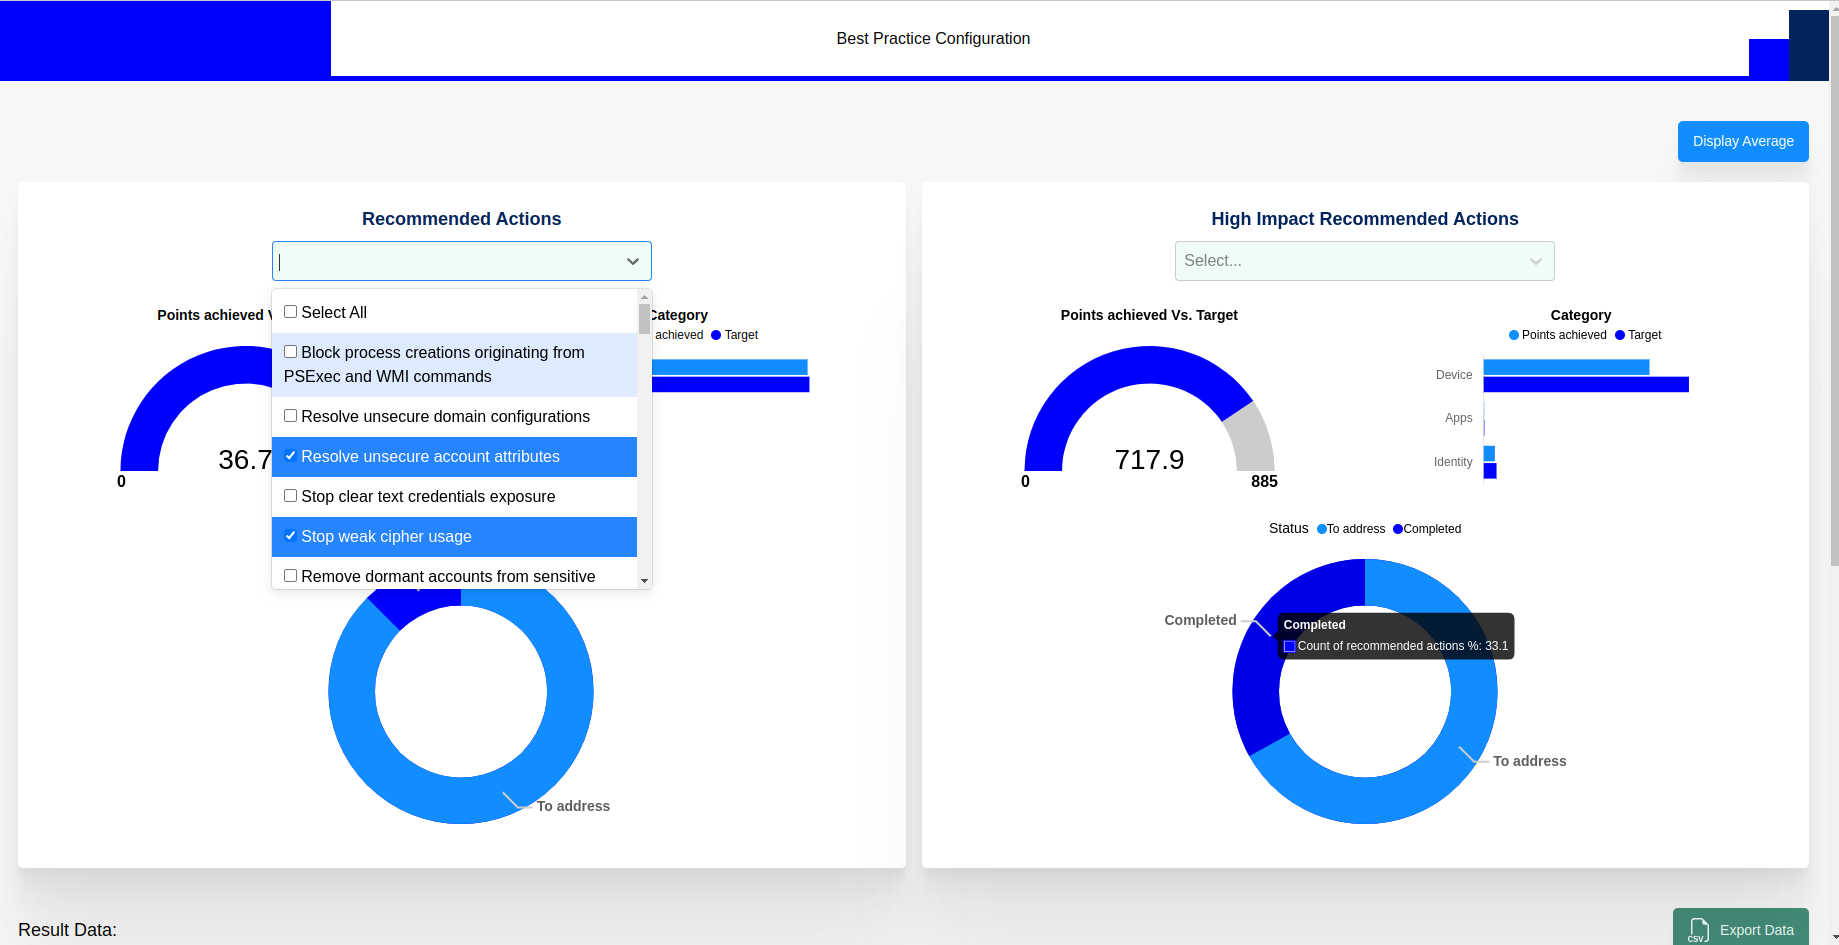 Best Practice Configuration
Display Average
Recommended Actions
Select All
Block process creations originating from
PSExec and WMI commands
Resolve unsecure domain configurations
Resolve unsecure account attributes
Stop clear text credentials exposure
Stop weak cipher usage
Remove dormant accounts from sensitive
Points achieved
Category
achieved
Target
36.7
0
To address
High Impact Recommended Actions
Select...
Points achieved Vs. Target
717.9
0
885
Category
Points achieved
Target
Device
Apps
Identity
Status
To address
Completed
Completed
Completed
Count of recommended actions %: 33.1
To address
Result Data:
CSV
Export Data